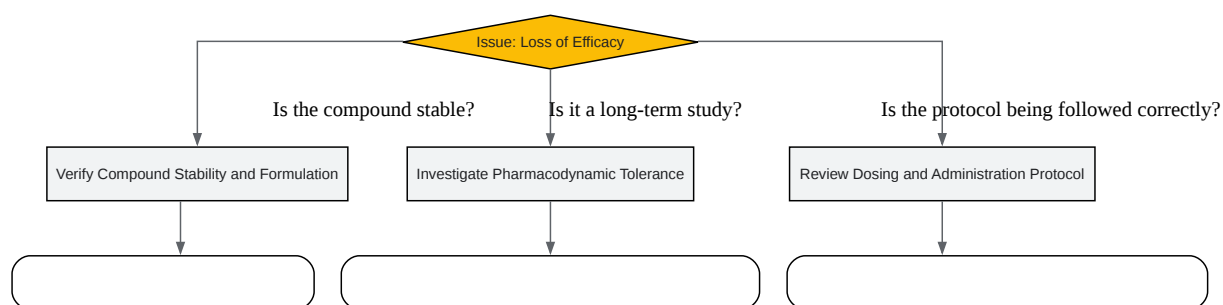 Issue: Loss of Efficacy
Is the compound stable?
Is it a long-term study?
Is the protocol being followed correctly?
Verify Compound Stability and Formulation
Investigate Pharmacodynamic Tolerance
Review Dosing and Administration Protocol